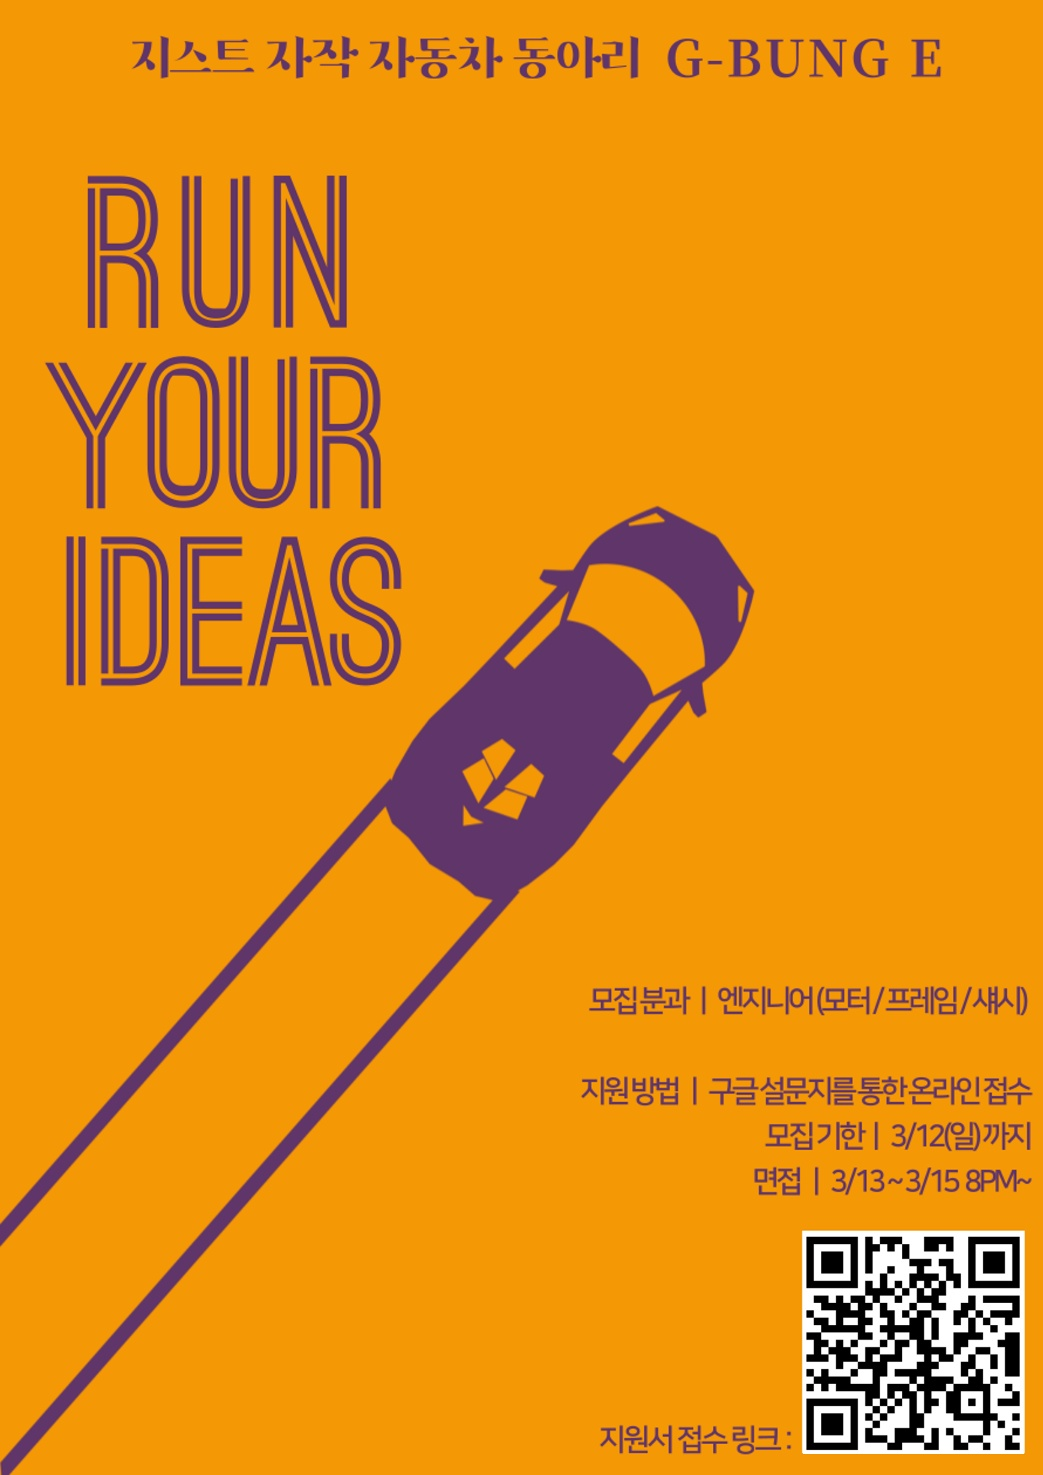 지스트 자작 자동차 동아리 G-BUNG E
RUN
YOUR
IDEAS
모집분과 | 엔지니어(모터/프레임/섀시)
지원방법 | 구글설문지를통한온라인접수
모집기한 | 3/12(일)까지
면접 | 3/13~3/15 8PM~
지원서 접수 링크 :